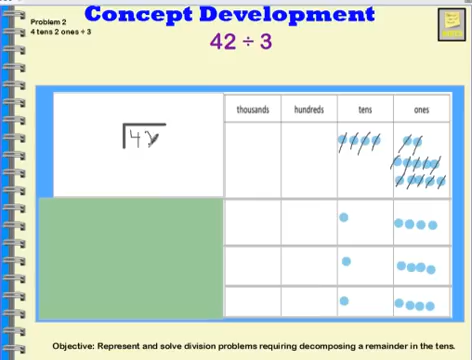 Concept Development
Problem 2
4 tens 2 ones ÷ 3
42 ÷ 3
thousands hundreds tens ones
42
Objective: Represent and solve division problems requiring decomposing a remainder in the tens.